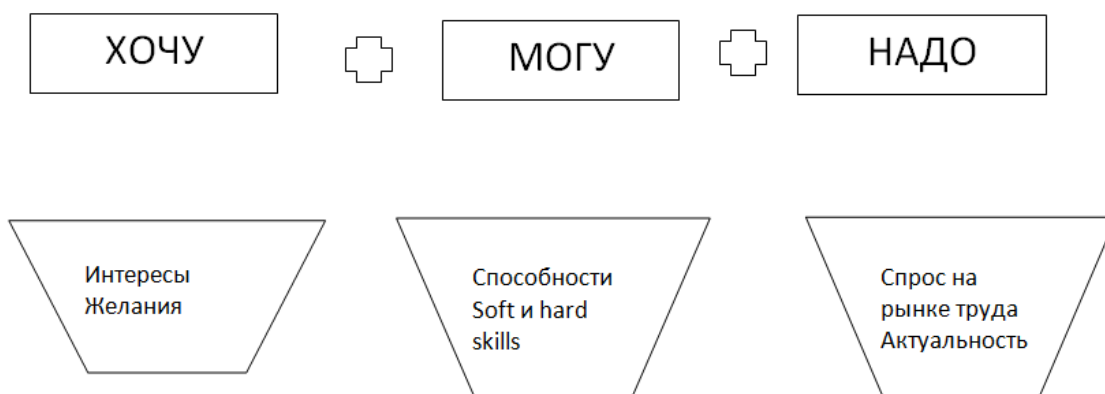 ХОЧУ
МОГУ
НАДО
Интересы
Желания
Способности
Soft и hard
skills
Спрос на
рынке труда
Актуальность